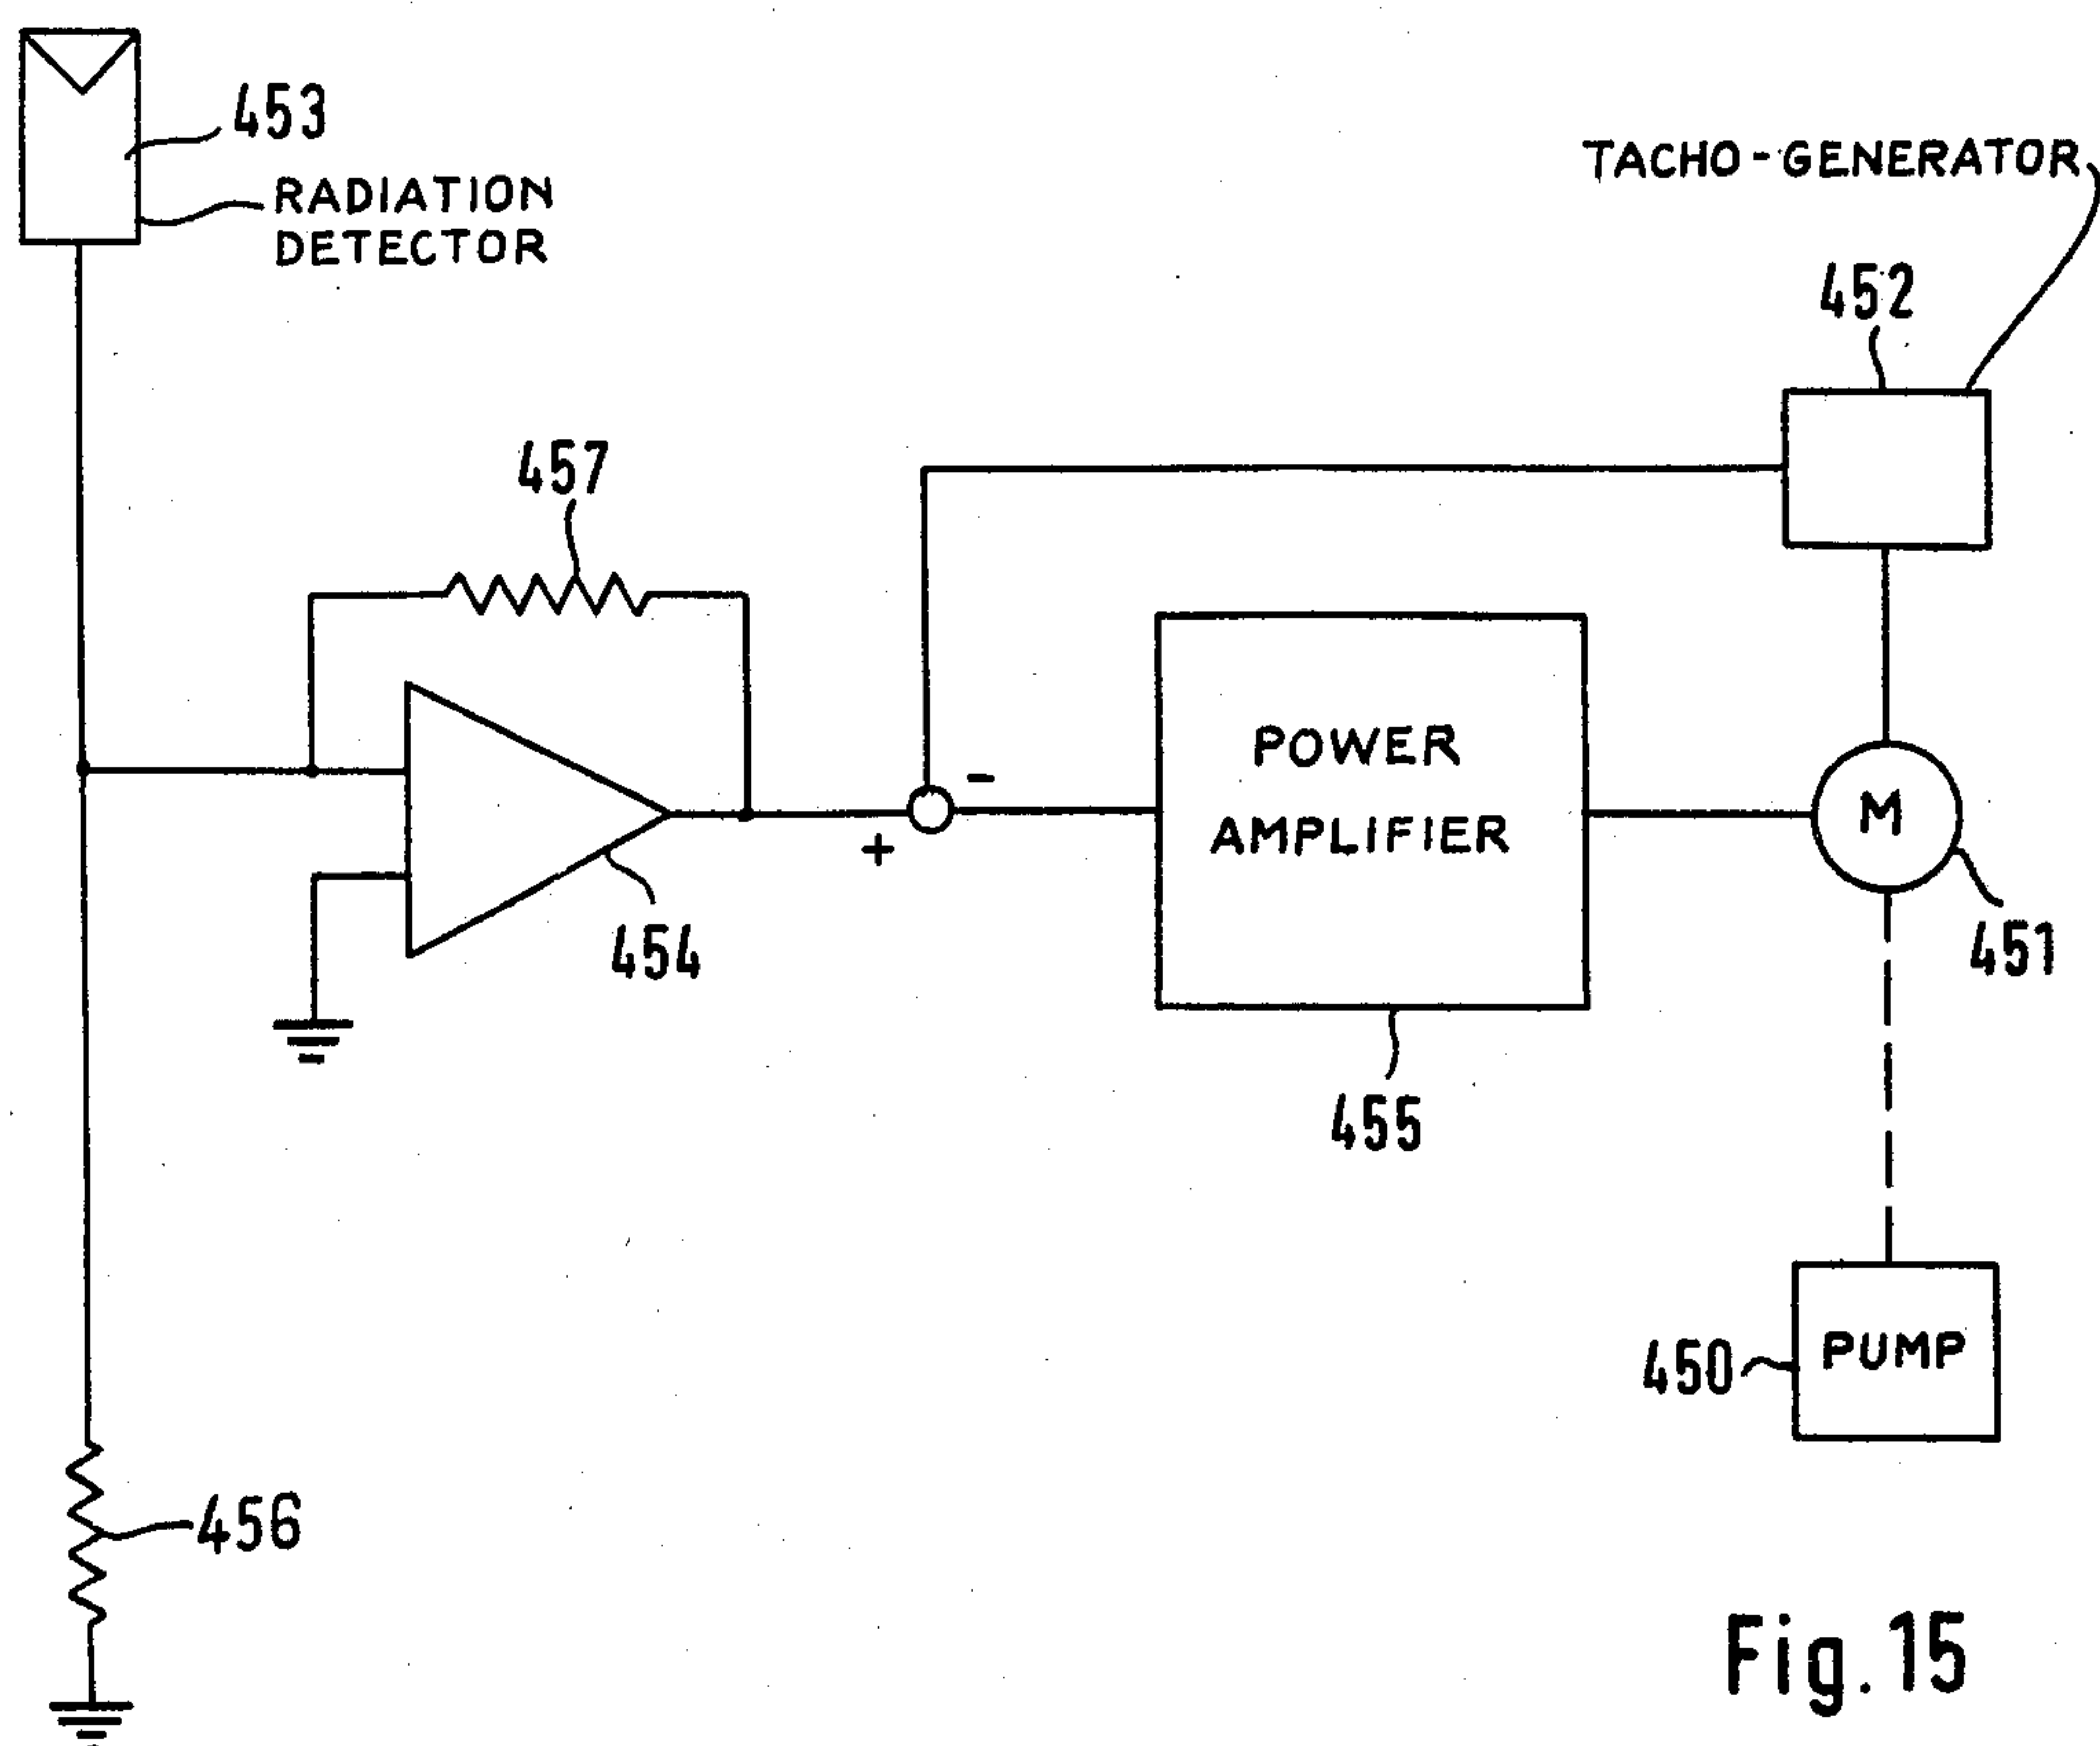 453
RADIATION
DETECTOR
TACHO-GENERATOR
452
457
-
POWER
AMPLIFIER
+
M
454
451
455
450
PUMP
456
Fig. 15